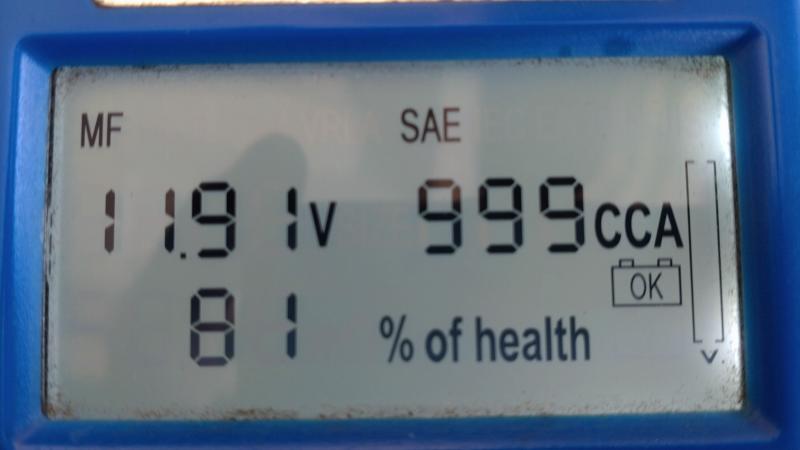 MF SAE
11.91V 999CCA
OK
81 % of health